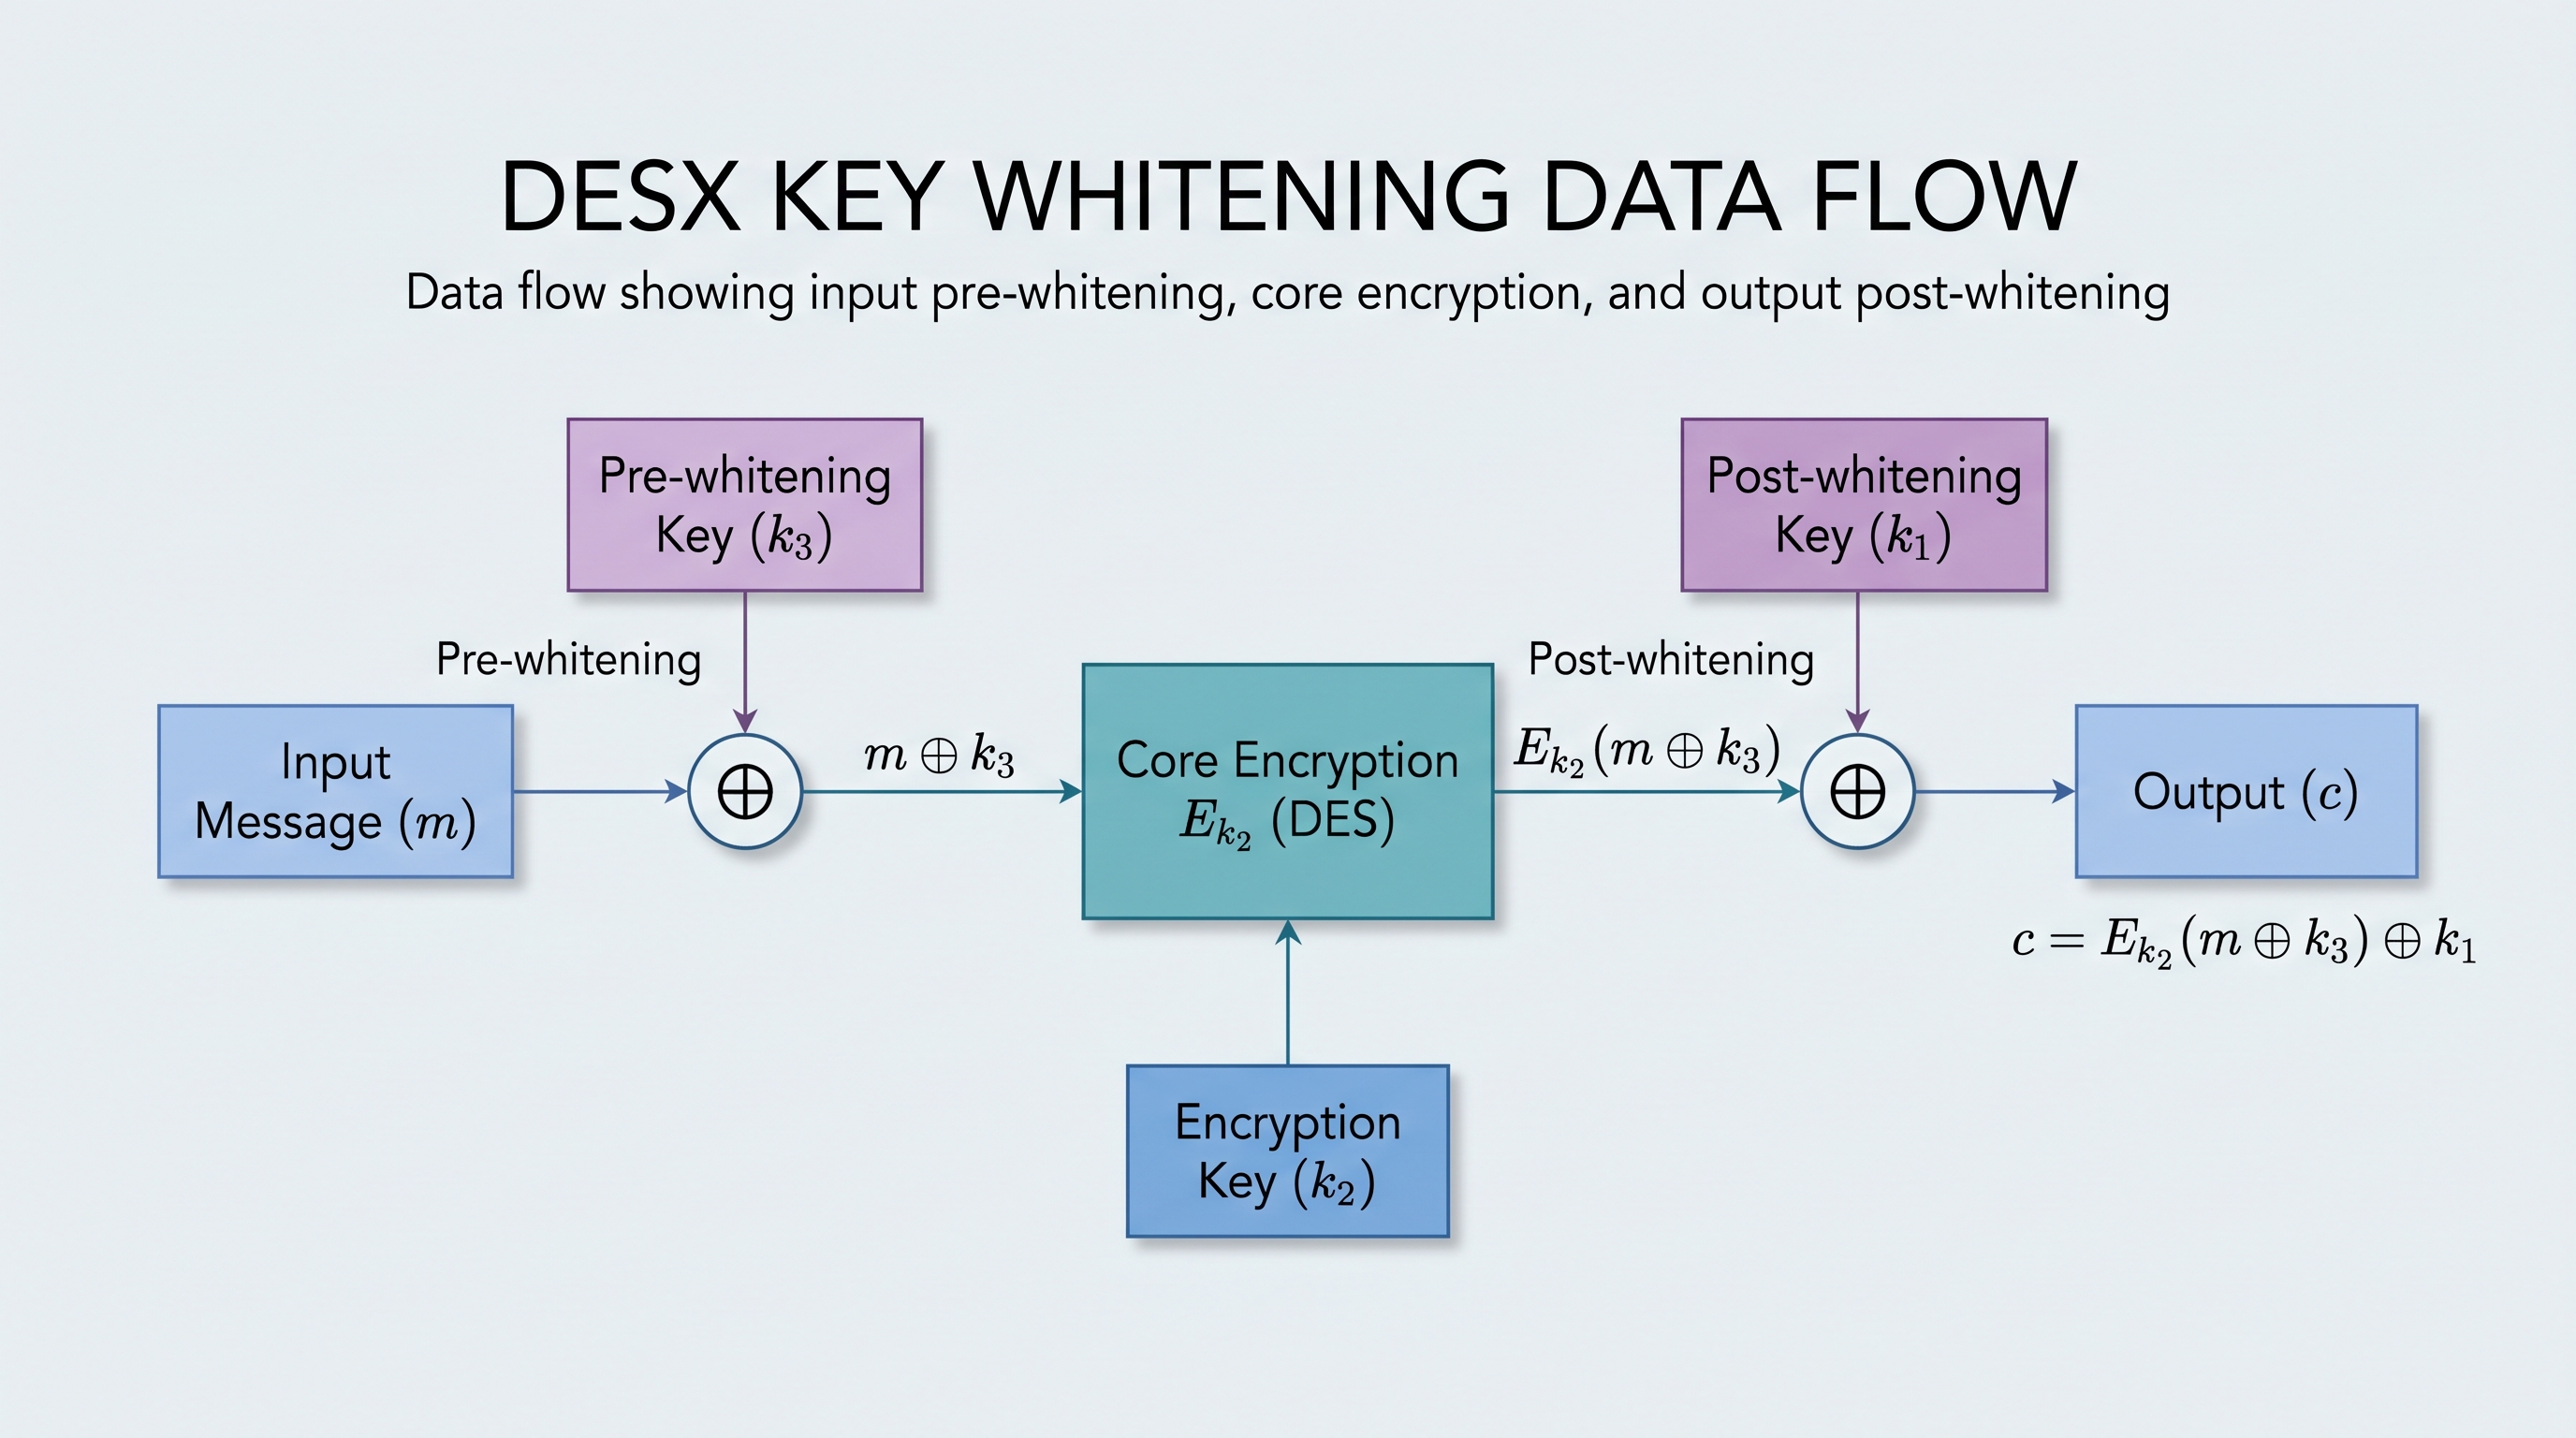 DESX KEY WHITENING DATA FLOW
Data flow showing input pre-whitening, core encryption, and output post-whitening
Pre-whitening
Key (k₃)
Post-whitening
Key (k₁)
Pre-whitening
Post-whitening
Input
Message (m)
⊕
m ⊕ k₃
Core Encryption
E_{k₂} (DES)
E_{k₂}(m ⊕ k₃)
⊕
Output (c)
c = E_{k₂}(m ⊕ k₃) ⊕ k₁
Encryption
Key (k₂)